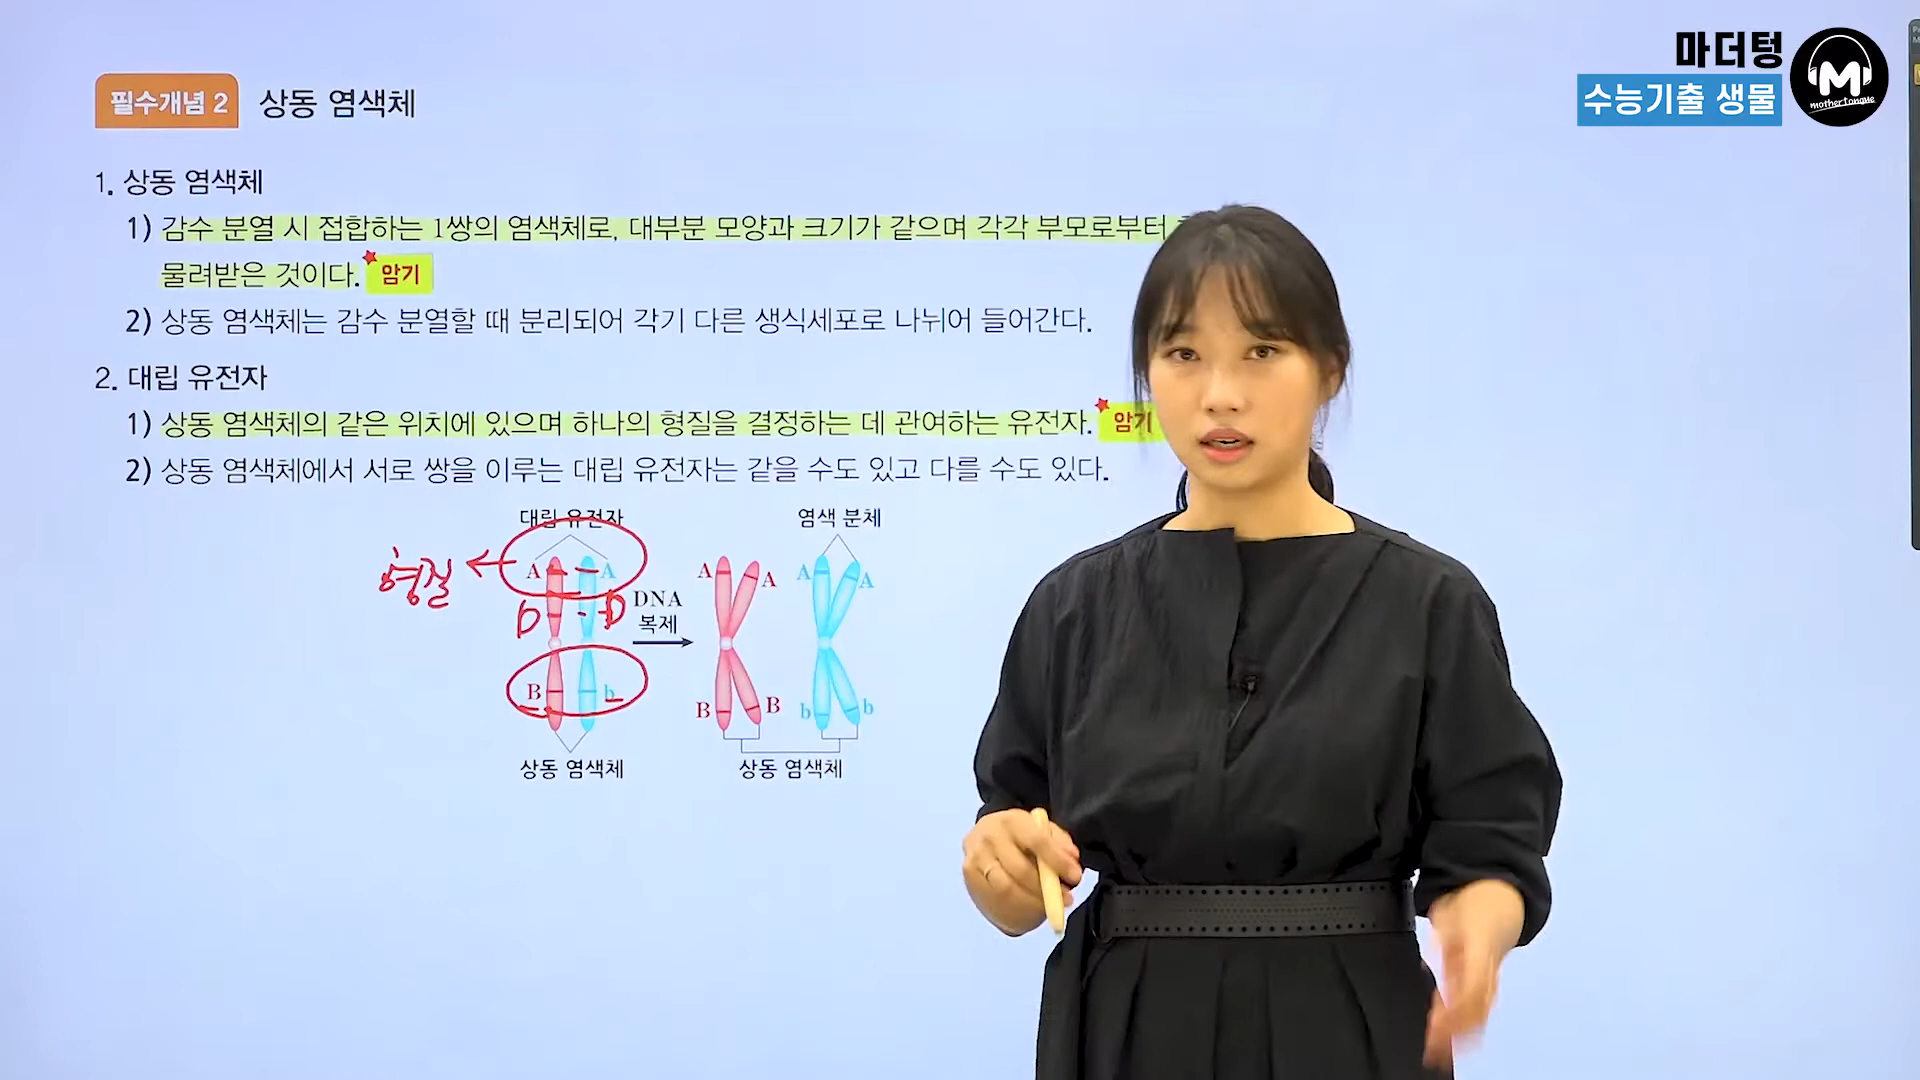 마더텅
수능기출 생물
mothertongue
필수개념 2 상동 염색체
1. 상동 염색체
1) 감수 분열 시 접합하는 1쌍의 염색체로, 대부분 모양과 크기가 같으며 각각 부모로부터
물려받은 것이다. 암기
2) 상동 염색체는 감수 분열할 때 분리되어 각기 다른 생식세포로 나뉘어 들어간다.
2. 대립 유전자
1) 상동 염색체의 같은 위치에 있으며 하나의 형질을 결정하는 데 관여하는 유전자. 암기
2) 상동 염색체에서 서로 쌍을 이루는 대립 유전자는 같을 수도 있고 다를 수도 있다.
대립 유전자 염색 분체
형질 A A A A A A
D D DNA
복제
B b B B b b
상동 염색체 상동 염색체